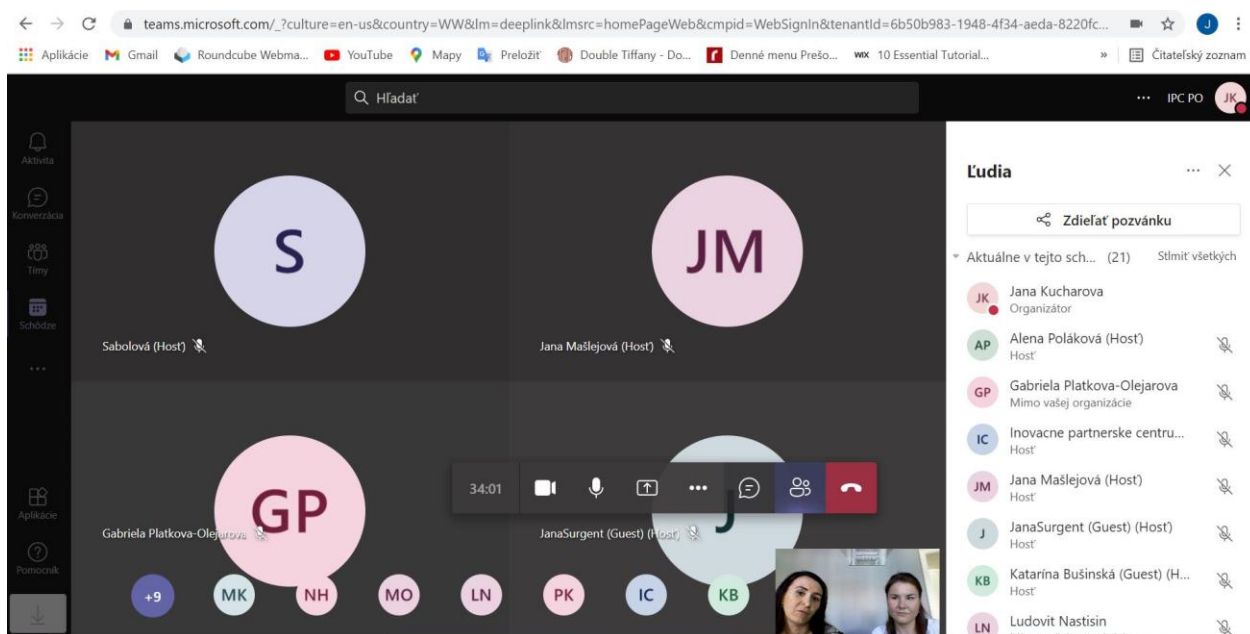 teams.microsoft.com/_?culture=en-us&country=WW&lm=deeplink&lmsrc=homePageWeb&cmpid=WebSignIn&tenantId=6b50b983-1948-4f34-aeda-8220fc...
J
Aplikácie
Gmail
Roundcube Webma...
YouTube
Mapy
Preložiť
Double Tiffany - Do...
Denné menu Prešo...
WIX 10 Essential Tutorial...
»
Čitateľský zoznam
Hľadať
IPC PO
JK
Aktivita
Konverzácia
Tímy
Schôdze
Aplikácie
Pomocník
S
Sabolová (Hosť)
JM
Jana Mašlejová (Hosť)
GP
Gabriela Platkova-Olejarova
J
JanaSurgent (Guest) (Hosť)
34:01
+9
MK
NH
MO
LN
PK
IC
KB
Ľudia
Zdieľať pozvánku
Aktuálne v tejto sch... (21) Stlmiť všetkých
JK
Jana Kucharova
Organizátor
AP
Alena Poláková (Hosť)
Hosť
GP
Gabriela Platkova-Olejarova
Mimo vašej organizácie
IC
Inovacne partnerske centru...
Hosť
JM
Jana Mašlejová (Hosť)
Hosť
J
JanaSurgent (Guest) (Hosť)
Hosť
KB
Katarína Bušinská (Guest) (H...
Hosť
LN
Ludovit Nastisin